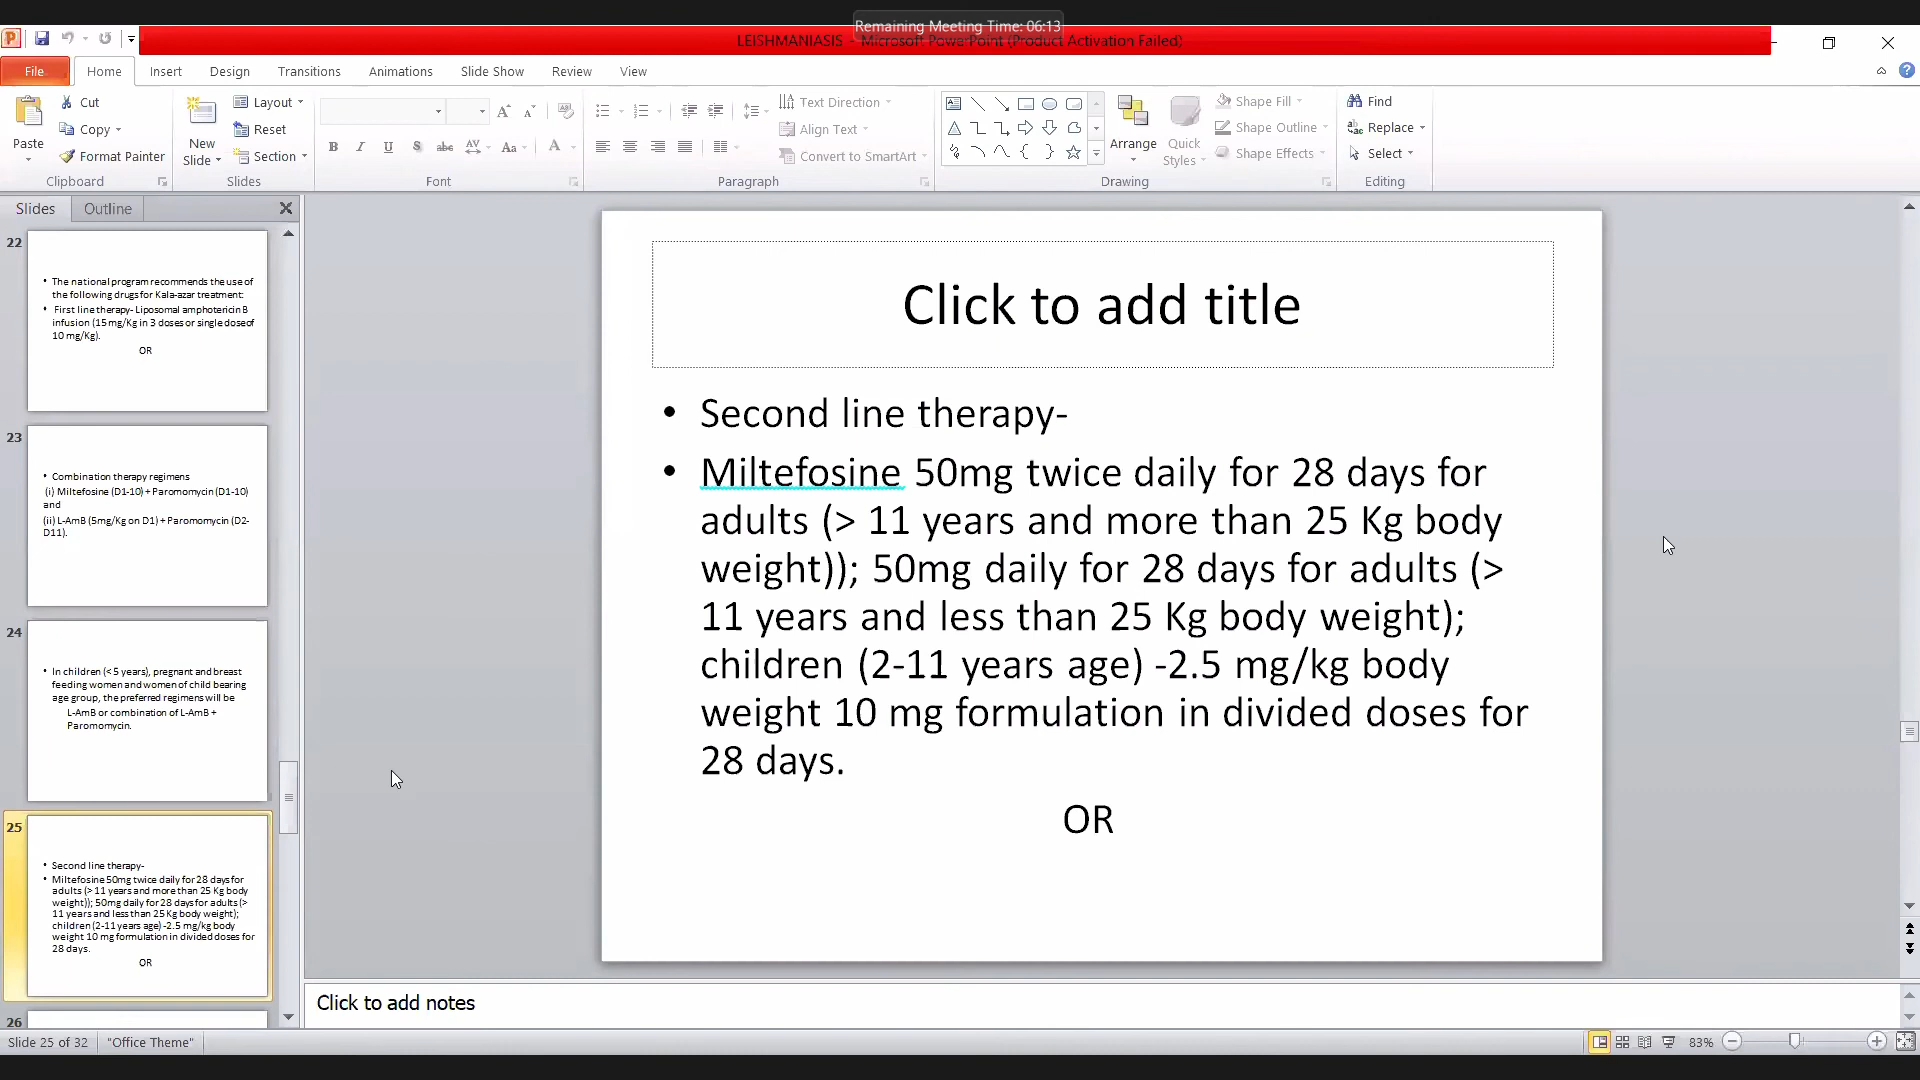 Remaining Meeting Time: 06:13
LEISHMANIASIS - Microsoft PowerPoint (Product Activation Failed)
File Home Insert Design Transitions Animations Slide Show Review View
Paste
Cut
Copy
Format Painter
Clipboard
New
Slide
Layout
Reset
Section
Slides
Font
Text Direction
Align Text
Convert to SmartArt
Paragraph
Arrange
Quick
Styles
Shape Fill
Shape Outline
Shape Effects
Drawing
Find
Replace
Select
Editing
Slides Outline
22
• The national program recommends the use of
the following drugs for Kala-azar treatment:
• First line therapy- Liposomal amphotericin B
infusion (15 mg/Kg in 3 doses or single dose of
10 mg/Kg).
OR
23
• Combination therapy regimens
(i) Miltefosine (D1-10) + Paromomycin (D1-10)
and
(ii) L-AmB (5mg/Kg on D1) + Paromomycin (D2-
D11).
24
• In children (< 5 years), pregnant and breast
feeding women and women of child bearing
age group, the preferred regimens will be
L-AmB or combination of L-AmB +
Paromomycin.
25
• Second line therapy-
• Miltefosine 50mg twice daily for 28 days for
adults (> 11 years and more than 25 Kg body
weight)); 50mg daily for 28 days for adults (>
11 years and less than 25 Kg body weight);
children (2-11 years age) -2.5 mg/kg body
weight 10 mg formulation in divided doses for
28 days.
OR
26
Click to add title
• Second line therapy-
• Miltefosine 50mg twice daily for 28 days for
adults (> 11 years and more than 25 Kg body
weight)); 50mg daily for 28 days for adults (>
11 years and less than 25 Kg body weight);
children (2-11 years age) -2.5 mg/kg body
weight 10 mg formulation in divided doses for
28 days.
OR
Click to add notes
Slide 25 of 32 "Office Theme" 83%